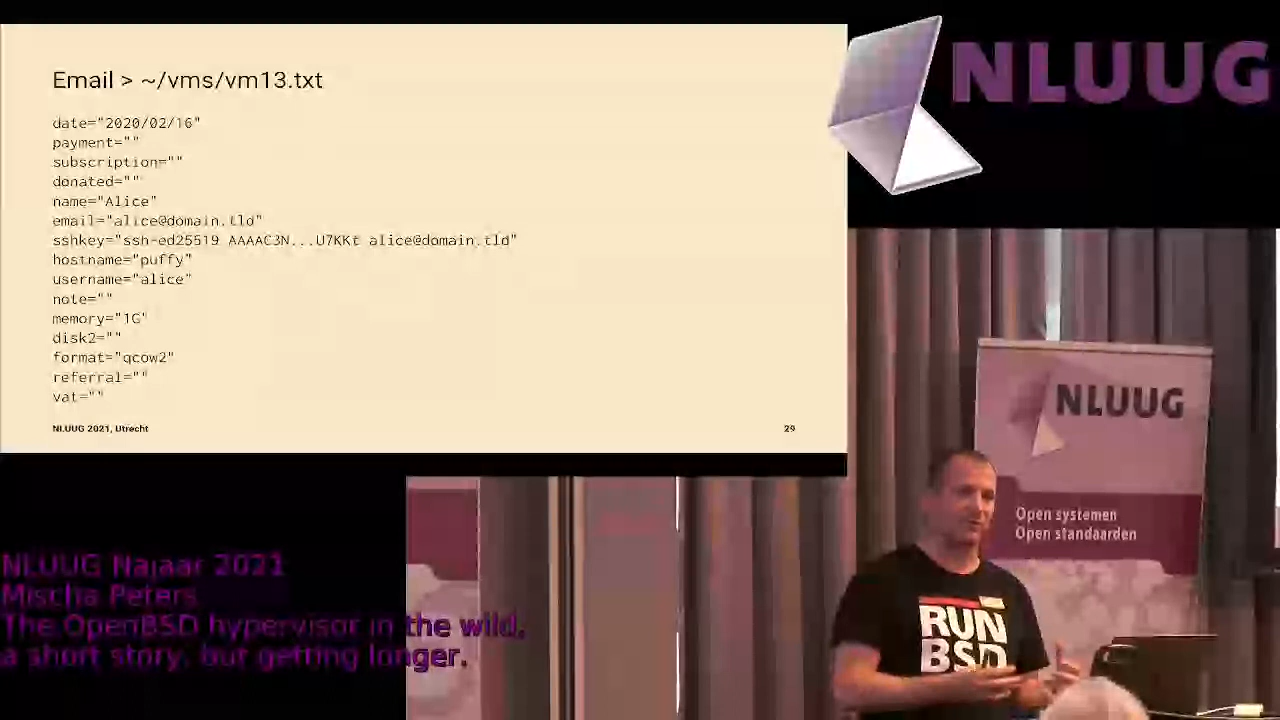 Email > ~/vms/vm13.txt
date="2020/02/16"
payment=""
subscription=""
donated=""
name="Alice"
email="alice@domain.tld"
sshkey="ssh-ed25519 AAAAC3N...U7KKt alice@domain.tld"
hostname="puffy"
username="alice"
note=""
memory="1G"
disk2=""
format="qcow2"
referral=""
vat=""
NLUUG 2021, Utrecht
29
NLUUG
NLUUG
Open systemen
Open standaarden
RUN
BSD
NLUUG Najaar 2021
Mischa Peters
The OpenBSD hypervisor in the wild,
a short story, but getting longer.